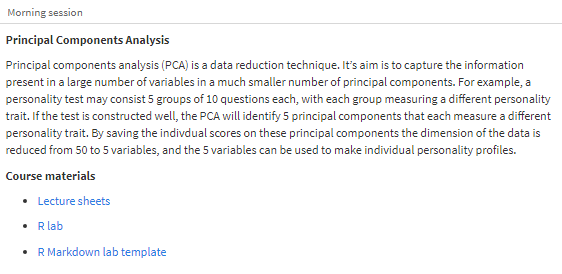 Morning session
Principal Components Analysis
Principal components analysis (PCA) is a data reduction technique. It's aim is to capture the information
present in a large number of variables in a much smaller number of principal components. For example, a
personality test may consist 5 groups of 10 questions each, with each group measuring a different personality
trait. If the test is constructed well, the PCA will identify 5 principal components that each measure a different
personality trait. By saving the indivdual scores on these principal components the dimension of the data is
reduced from 50 to 5 variables, and the 5 variables can be used to make individual personality profiles.
Course materials
• Lecture sheets
• R lab
• R Markdown lab template